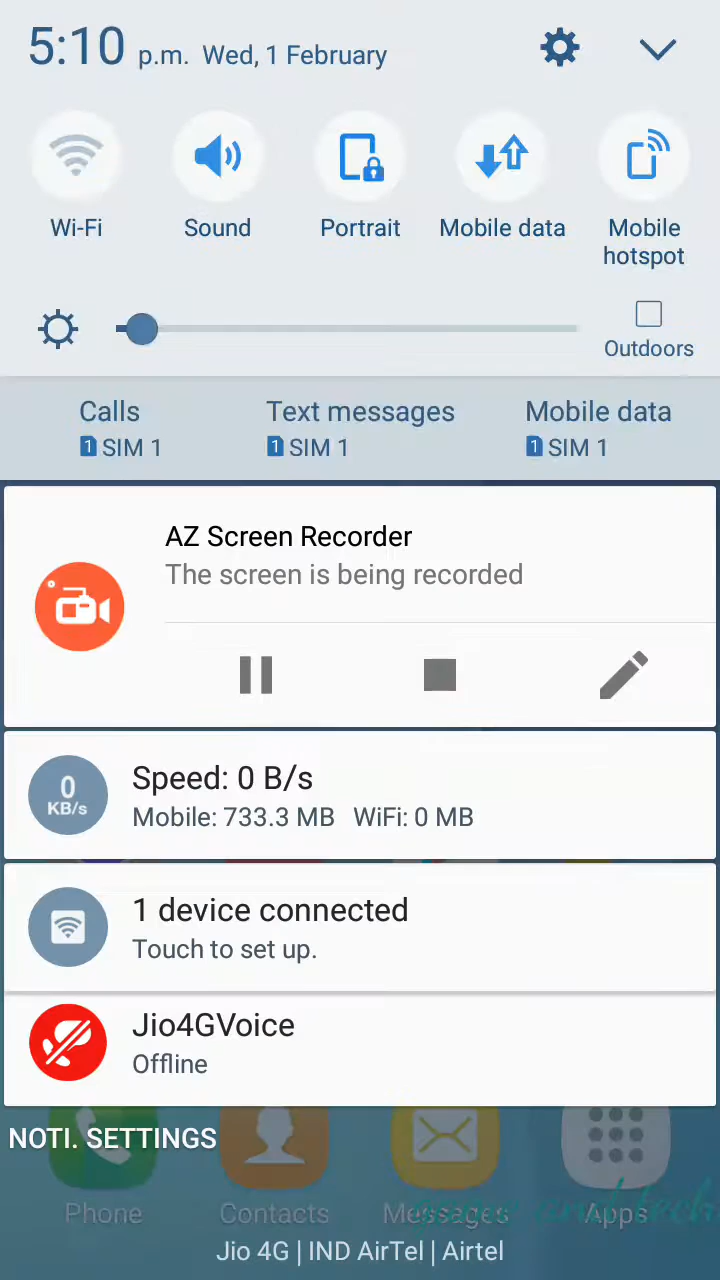 5:10 p.m. Wed, 1 February
Wi-Fi
Sound
Portrait
Mobile data
Mobile
hotspot
Outdoors
Calls
1 SIM 1
Text messages
1 SIM 1
Mobile data
1 SIM 1
AZ Screen Recorder
The screen is being recorded
0
KB/s
Speed: 0 B/s
Mobile: 733.3 MB WiFi: 0 MB
1 device connected
Touch to set up.
Jio4GVoice
Offline
NOTI. SETTINGS
Phone
Contacts
Messages
Apps
and tech
Jio 4G | IND AirTel | Airtel